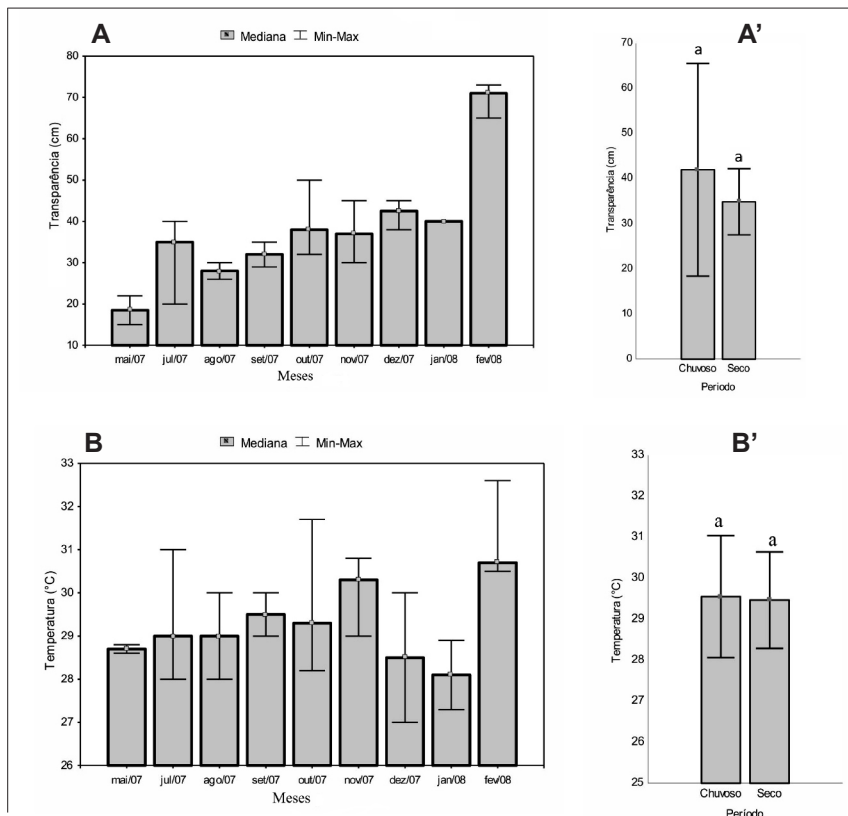 A
Mediana Min-Max
Transparência (cm)
80
70
60
50
40
30
20
10
mai/07 jul/07 ago/07 set/07 out/07 nov/07 dez/07 jan/08 fev/08
Meses
A'
Transparência (cm)
70
60
50
40
30
20
10
0
a
a
Chuvoso Seco
Periodo
B
Mediana Min-Max
Temperatura (°C)
33
32
31
30
29
28
27
26
mai/07 jul/07 ago/07 set/07 out/07 nov/07 dez/07 jan/08 fev/08
Meses
B'
Temperatura (°C)
33
32
31
30
29
28
27
26
25
a
a
Chuvoso Seco
Período